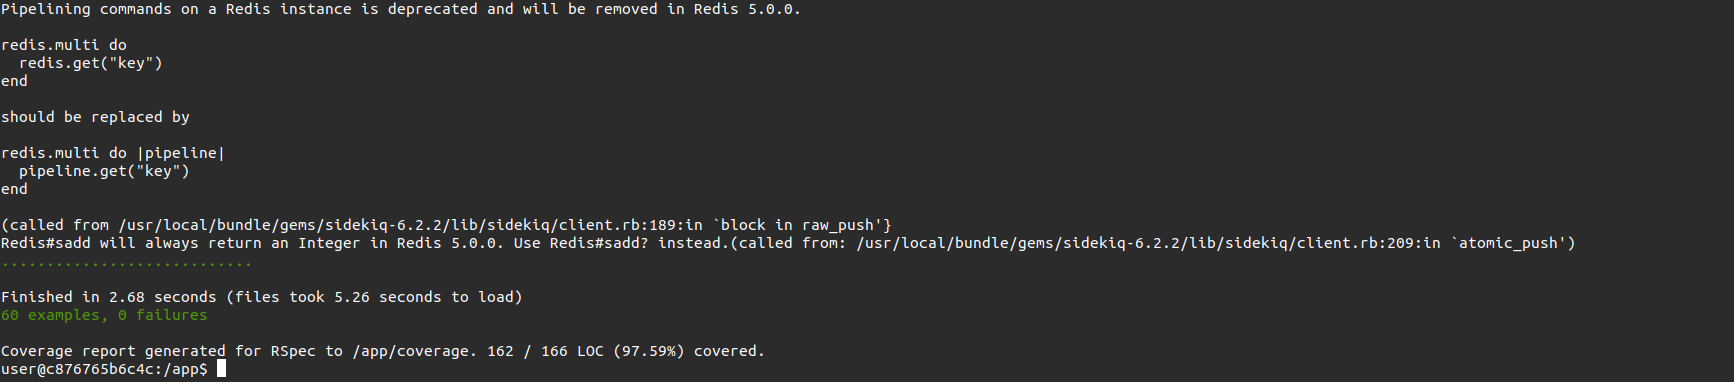 Pipelining commands on a Redis instance is deprecated and will be removed in Redis 5.0.0.

redis.multi do
  redis.get("key")
end

should be replaced by

redis.multi do |pipeline|
  pipeline.get("key")
end

(called from /usr/local/bundle/gems/sidekiq-6.2.2/lib/sidekiq/client.rb:189:in `block in raw_push'}
Redis#sadd will always return an Integer in Redis 5.0.0. Use Redis#sadd? instead.(called from: /usr/local/bundle/gems/sidekiq-6.2.2/lib/sidekiq/client.rb:209:in `atomic_push')
............................

Finished in 2.68 seconds (files took 5.26 seconds to load)
60 examples, 0 failures

Coverage report generated for RSpec to /app/coverage. 162 / 166 LOC (97.59%) covered.
user@c876765b6c4c:/app$